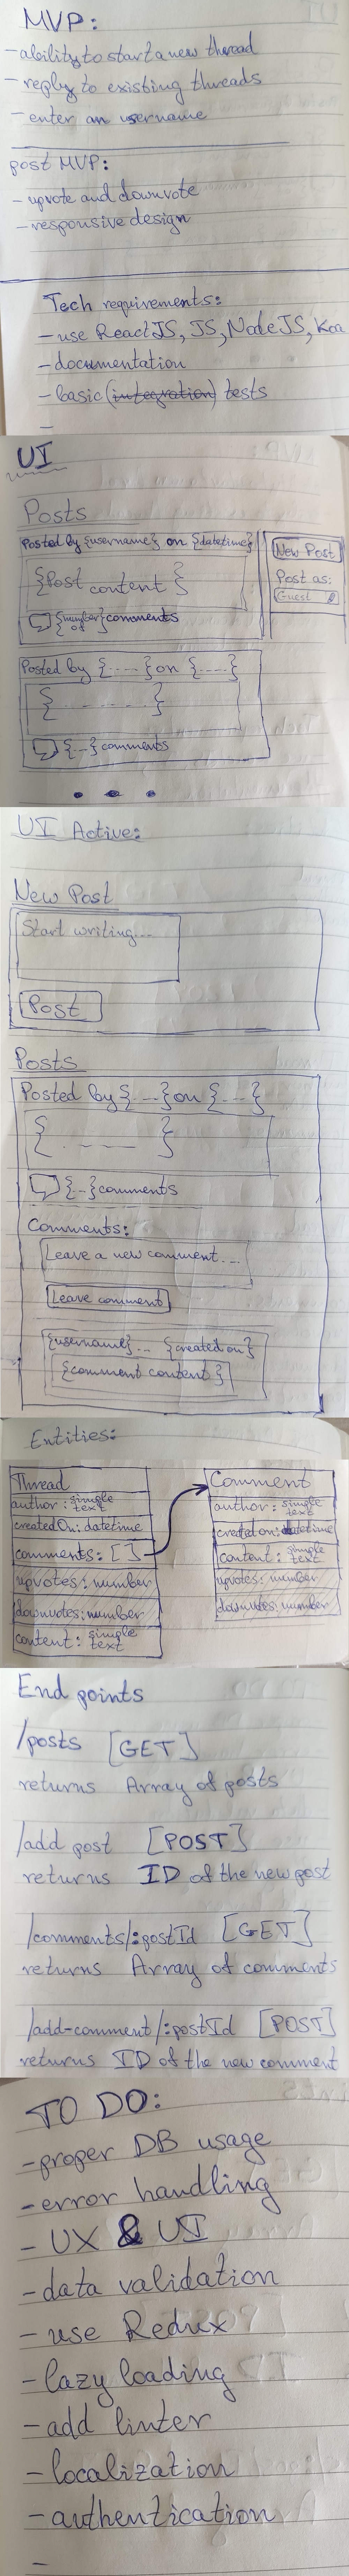 MVP:
- ability to start a new thread
- reply to existing threads
- enter an username
post MVP:
- upvote and downvote
- responsive design
Tech requirements:
- use ReactJS, JS, NodeJS, Koa
- documentation
- basic (integration) tests
-
UI
Posts
Posted by {username} on {datetime}
{Post content}
{number of} comments
New Post
Post as:
Guest
Posted by {----} on {----}
{ - - - - - - }
{--} comments
• • •
UI Active:
New Post
Start writing...
Post
Posts
Posted by {---} on {---}
{ - --- - }
{--} comments
Comments:
Leave a new comment...
Leave comment
{username}... {created on}
{comment content}
Entities:
Thread
author: simple text
createdOn: datetime
comments: [ ]
upvotes: number
downvotes: number
content: simple text
Comment
author: simple text
created on: datetime
content: simple text
upvotes: number
downvotes: number
End points
/posts [GET]
returns Array of posts
/add post [POST]
returns ID of the new post
/comments/:postId [GET]
returns Array of comments
/add-comment/:postId [POST]
returns ID of the new comment
TO DO:
- proper DB usage
- error handling
- UX & UI
- data validation
- use Redux
- lazy loading
- add linter
- localization
- authentication
-